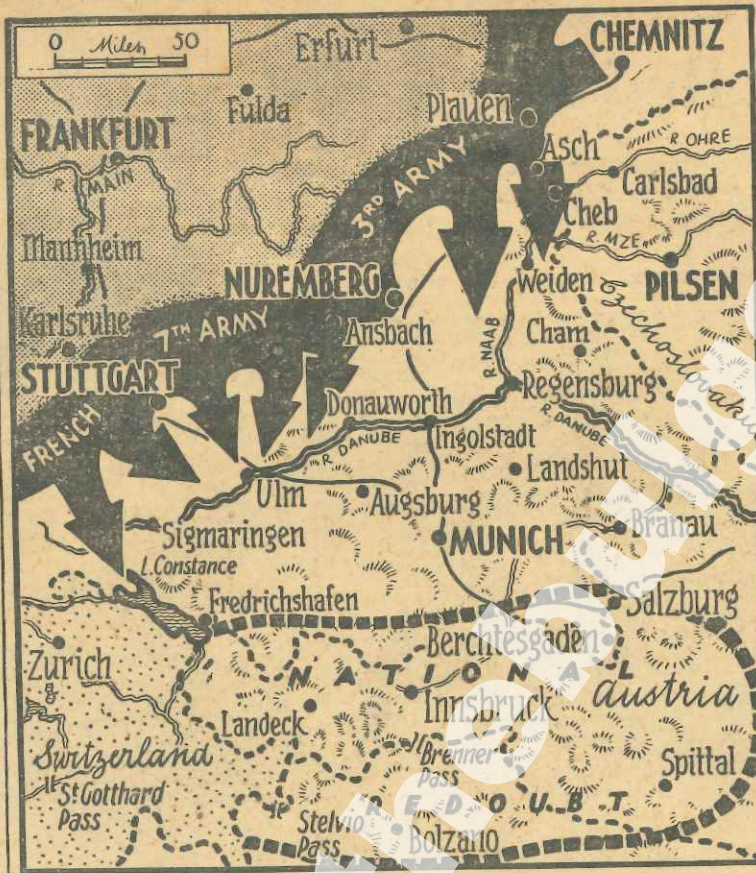 0 Miles 50
Erfurt
CHEMNITZ
Fulda
Plauen
FRANKFURT
Asch
R. OHRE
R. MAIN
3RD ARMY
Carlsbad
Cheb
R. MZE
Mannheim
NUREMBERG
Weiden
PILSEN
Karlsruhe
7TH ARMY
Ansbach
R. NAAB
Cham
Czechoslovakia
STUTTGART
Donauworth
Regensburg
FRENCH
R. DANUBE
Ingolstadt
R. DANUBE
Ulm
Augsburg
Landshut
Sigmaringen
MUNICH
Branau
L. Constance
Fredrichshafen
Salzburg
Zurich
Berchtesgaden
NATIONAL
Innsbruck
Austria
Landeck
Switzerland
Brenner
Pass
Spittal
St Gotthard
Pass
REDOUBT
Stelvio
Pass
Bolzano